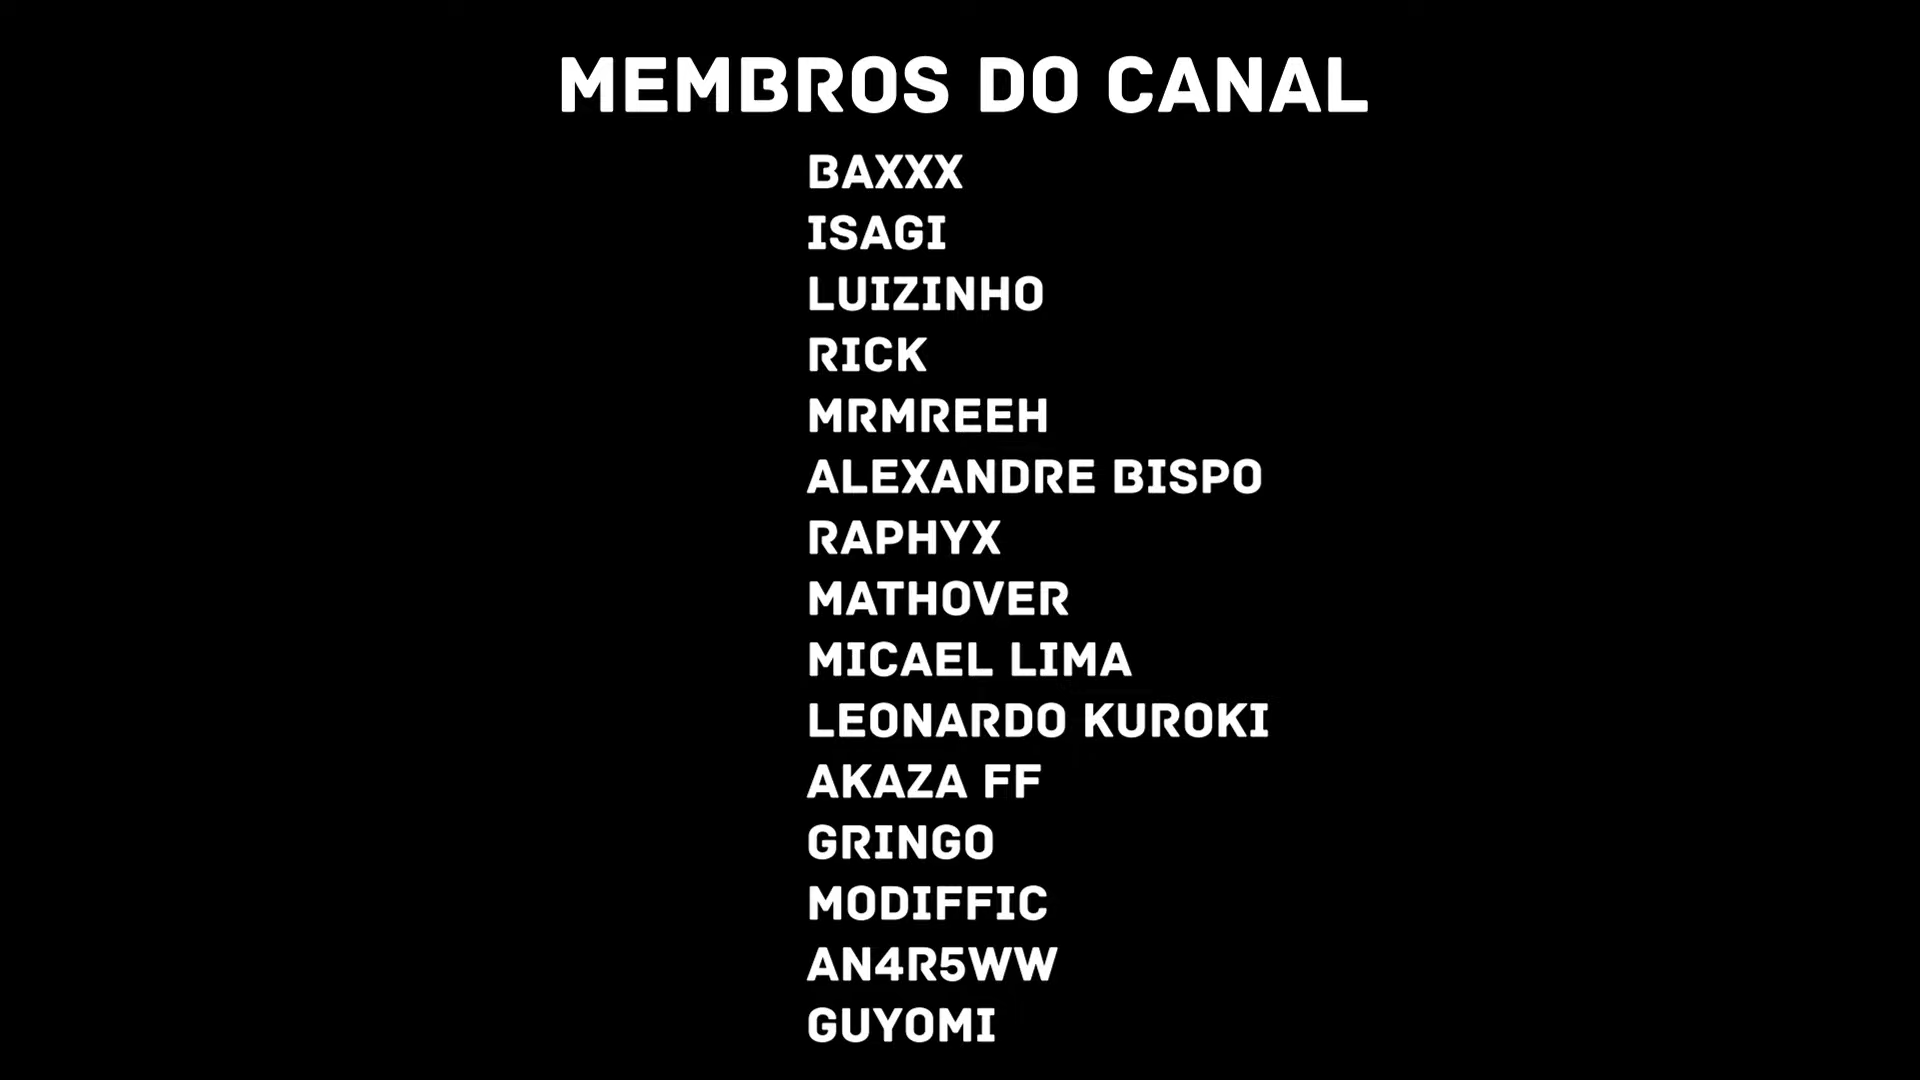 MEMBROS DO CANAL
BAXXX
ISAGI
LUIZINHO
RICK
MRMREEH
ALEXANDRE BISPO
RAPHYX
MATHOVER
MICAEL LIMA
LEONARDO KUROKI
AKAZA FF
GRINGO
MODIFFIC
AN4R5WW
GUYOMI